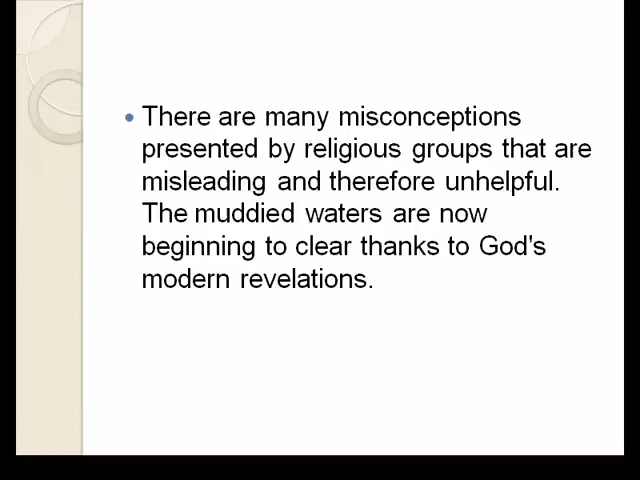 There are many misconceptions
presented by religious groups that are
misleading and therefore unhelpful.
The muddied waters are now
beginning to clear thanks to God's
modern revelations.